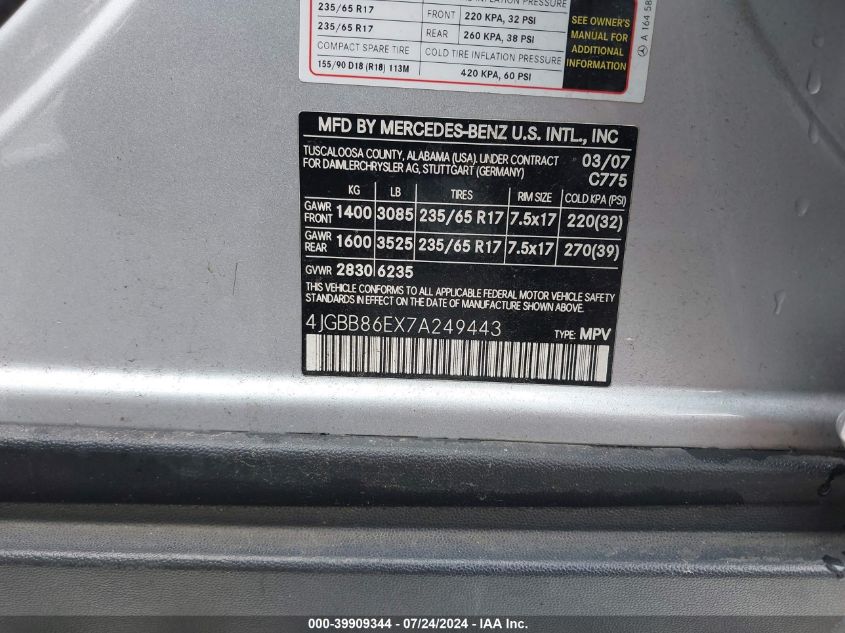 INFLATION PRESSURE
235/65 R17 FRONT 220 KPA, 32 PSI
235/65 R17 REAR 260 KPA, 38 PSI
COMPACT SPARE TIRE COLD TIRE INFLATION PRESSURE
155/90 D18 (R18) 113M 420 KPA, 60 PSI
SEE OWNER'S
MANUAL FOR
ADDITIONAL
INFORMATION
A 164 58
MFD BY MERCEDES-BENZ U.S. INTL., INC
TUSCALOOSA COUNTY, ALABAMA (USA). UNDER CONTRACT 03/07
FOR DAIMLERCHRYSLER AG, STUTTGART (GERMANY) C775
KG LB TIRES RIM SIZE COLD KPA (PSI)
GAWR FRONT 1400 3085 235/65 R17 7.5x17 220(32)
GAWR REAR 1600 3525 235/65 R17 7.5x17 270(39)
GVWR 2830 6235
THIS VEHICLE CONFORMS TO ALL APPLICABLE FEDERAL MOTOR VEHICLE SAFETY
STANDARDS IN EFFECT ON THE DATE OF MANUFACTURE SHOWN ABOVE.
4JGBB86EX7A249443 TYPE: MPV
000-39909344 / 07/24/2024 - IAA Inc.